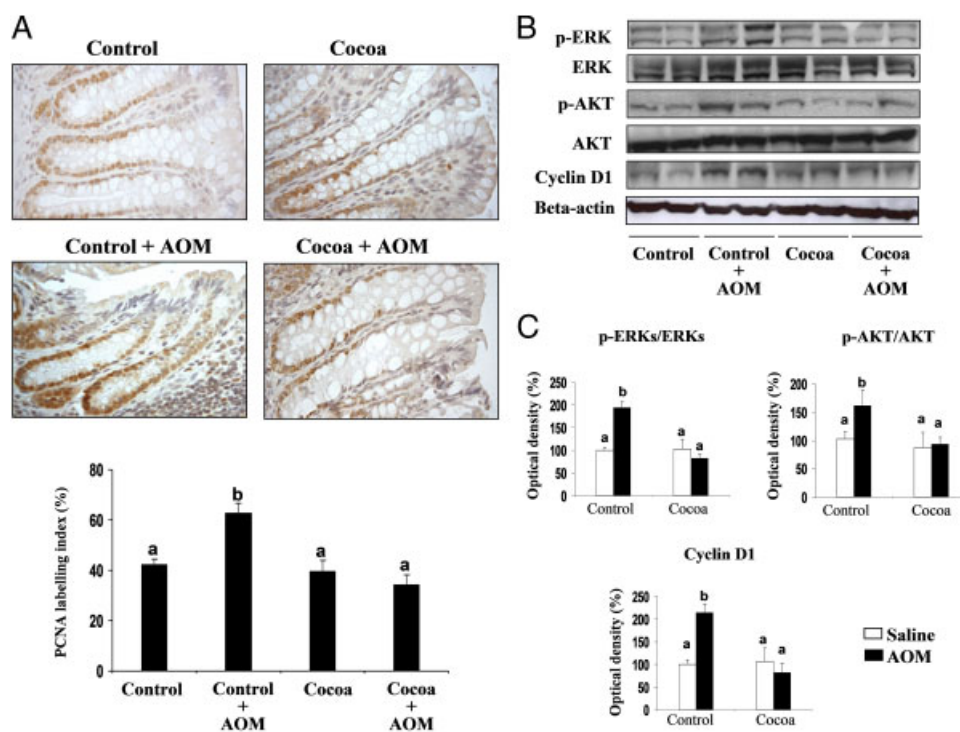 A
Control
Cocoa
Control + AOM
Cocoa + AOM
PCNA labelling index (%)
80
60
40
20
0
a
b
a
a
Control
Control
+
AOM
Cocoa
Cocoa
+
AOM
B
p-ERK
ERK
p-AKT
AKT
Cyclin D1
Beta-actin
Control
Control
+
AOM
Cocoa
Cocoa
+
AOM
C
p-ERKs/ERKs
Optical density (%)
250
200
150
100
50
0
a
b
a
a
Control
Cocoa
p-AKT/AKT
Optical density (%)
200
150
100
50
0
a
b
a
a
Control
Cocoa
Cyclin D1
Optical density (%)
250
200
150
100
50
0
a
b
a
a
Control
Cocoa
Saline
AOM